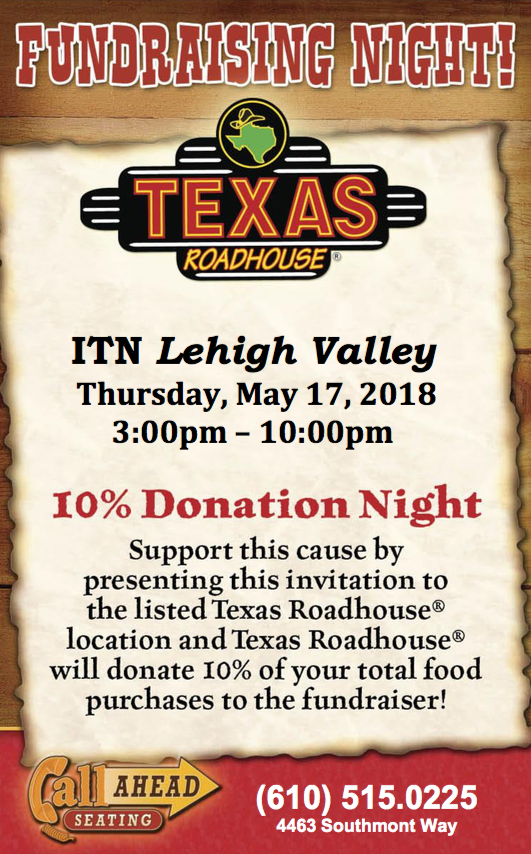 FUNDRAISING NIGHT!
TEXAS
ROADHOUSE®
ITN Lehigh Valley
Thursday, May 17, 2018
3:00pm – 10:00pm
10% Donation Night
Support this cause by
presenting this invitation to
the listed Texas Roadhouse®
location and Texas Roadhouse®
will donate 10% of your total food
purchases to the fundraiser!
Call AHEAD
SEATING
(610) 515.0225
4463 Southmont Way